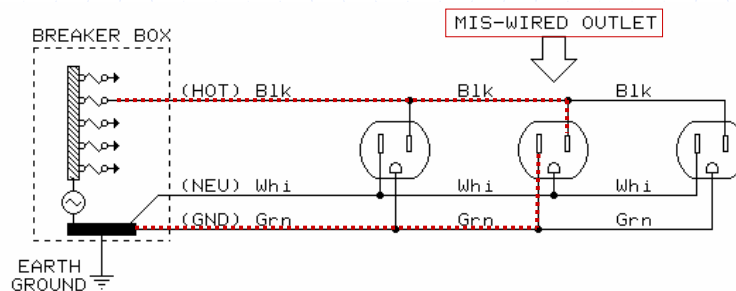 MIS-WIRED OUTLET
BREAKER BOX
(HOT) Blk Blk Blk
(NEU) Whi Whi Whi
(GND) Grn Grn Grn
EARTH
GROUND